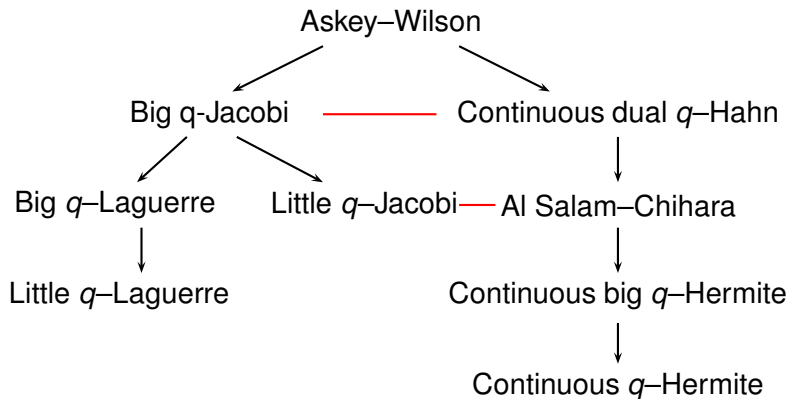 Askey–Wilson
Big q-Jacobi
Continuous dual q–Hahn
Big q–Laguerre
Little q–Jacobi
Al Salam–Chihara
Little q–Laguerre
Continuous big q–Hermite
Continuous q–Hermite